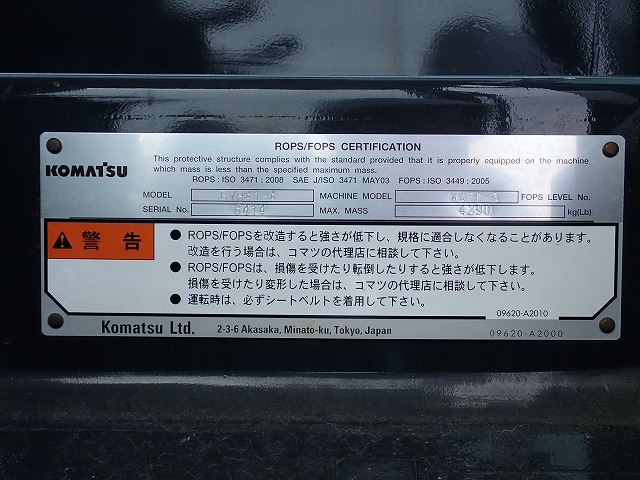 ROPS/FOPS CERTIFICATION
KOMATSU
This protective structure complies with the standard provided that it is properly equipped on the machine
which mass is less than the specified maximum mass.
ROPS : ISO 3471 : 2008 SAE J/ISO 3471 MAY03 FOPS : ISO 3449 : 2005
MODEL MACHINE MODEL FOPS LEVEL No.
SERIAL No. 6414 MAX. MASS 4290 kg(Lb)
警 告
● ROPS/FOPSを改造すると強さが低下し、規格に適合しなくなることがあります。
改造を行う場合は、コマツの代理店に相談して下さい。
● ROPS/FOPSは、損傷を受けたり転倒したりすると強さが低下します。
損傷を受けたり変形した場合は、コマツの代理店に相談して下さい。
● 運転時は、必ずシートベルトを着用して下さい。
09620-A2010
Komatsu Ltd. 2-3-6 Akasaka, Minato-ku, Tokyo, Japan 09620-A2000